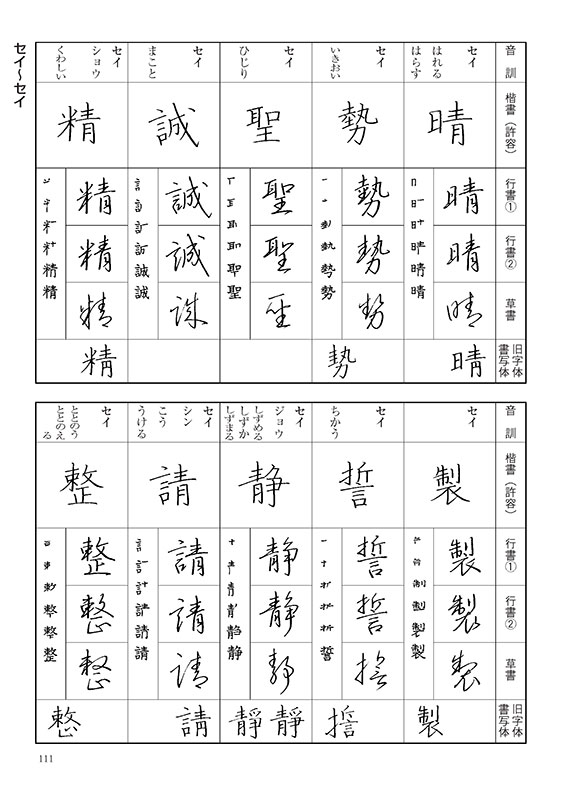 セイ〜セイ
音訓
楷書（許容）
行書①
行書②
草書
旧字体
書写体
セイ
はれる
はらす
晴
晴
晴
晴
晴
セイ
いきおい
勢
勢
勢
勢
勢
セイ
ひじり
聖
聖
聖
聖
セイ
まこと
誠
誠
誠
誠
セイ
ショウ
くわしい
精
精
精
精
精
音訓
楷書（許容）
行書①
行書②
草書
旧字体
書写体
セイ
製
製
製
製
製
セイ
ちかう
誓
誓
誓
誓
誓
セイ
ジョウ
しずめる
しずか
しずまる
静
静
静
静
靜靜
セイ
シン
こう
うける
請
請
請
請
請
セイ
ととのう
ととのえる
整
整
整
整
整
111